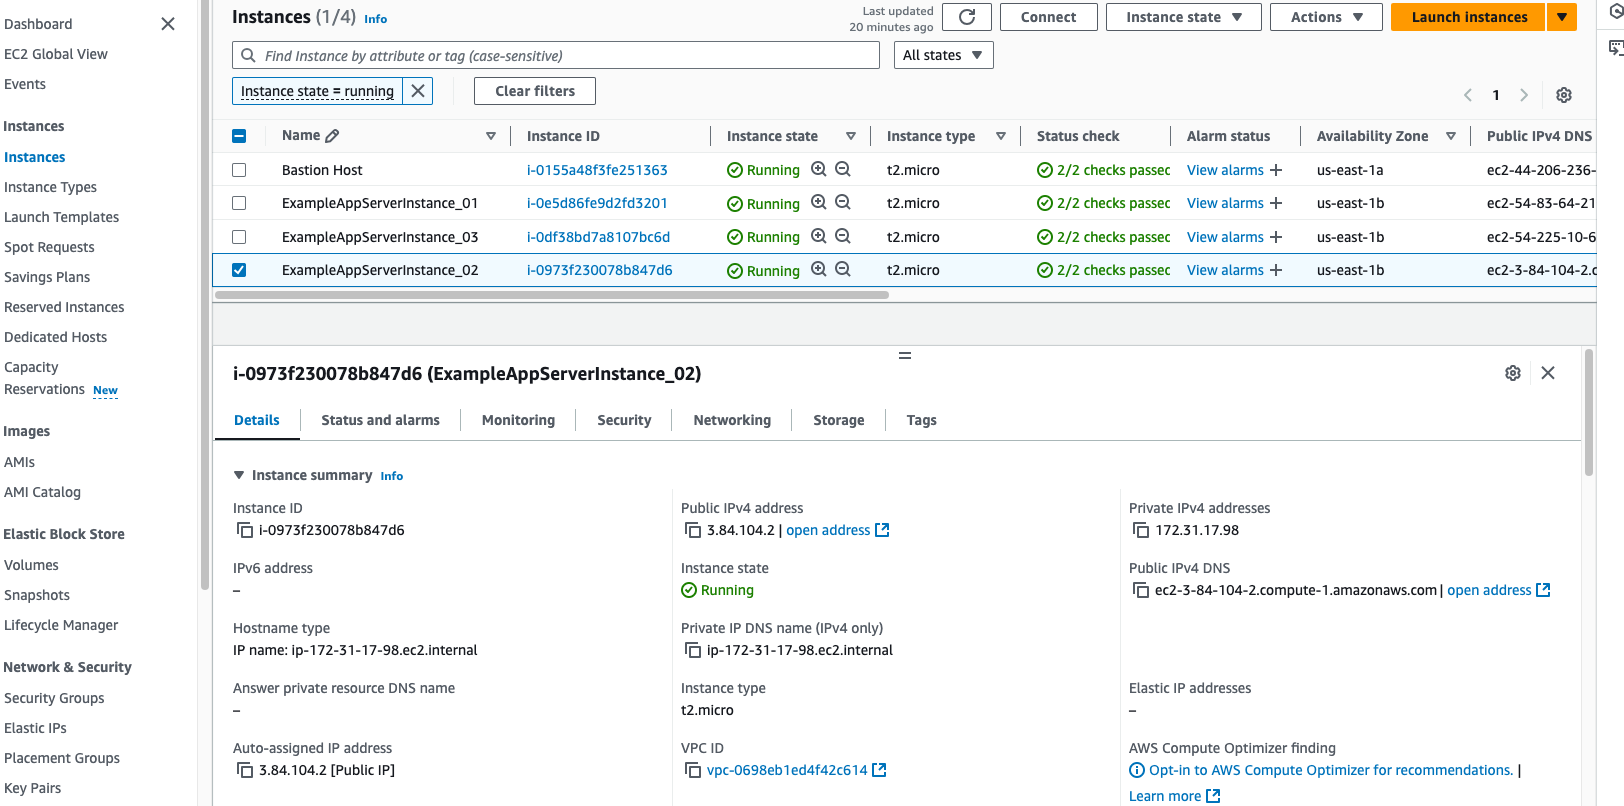 Dashboard
EC2 Global View
Events
Instances
Instances
Instance Types
Launch Templates
Spot Requests
Savings Plans
Reserved Instances
Dedicated Hosts
Capacity
Reservations New
Images
AMIs
AMI Catalog
Elastic Block Store
Volumes
Snapshots
Lifecycle Manager
Network & Security
Security Groups
Elastic IPs
Placement Groups
Key Pairs
Instances (1/4) Info
Last updated
20 minutes ago
Connect
Instance state
Actions
Launch instances
Find Instance by attribute or tag (case-sensitive)
All states
Instance state = running
Clear filters
1
Name Instance ID Instance state Instance type Status check Alarm status Availability Zone Public IPv4 DNS
Bastion Host i-0155a48f3fe251363 Running t2.micro 2/2 checks passec View alarms + us-east-1a ec2-44-206-236-
ExampleAppServerInstance_01 i-0e5d86fe9d2fd3201 Running t2.micro 2/2 checks passec View alarms + us-east-1b ec2-54-83-64-21
ExampleAppServerInstance_03 i-0df38bd7a8107bc6d Running t2.micro 2/2 checks passec View alarms + us-east-1b ec2-54-225-10-6
ExampleAppServerInstance_02 i-0973f230078b847d6 Running t2.micro 2/2 checks passec View alarms + us-east-1b ec2-3-84-104-2.c
i-0973f230078b847d6 (ExampleAppServerInstance_02)
Details Status and alarms Monitoring Security Networking Storage Tags
Instance summary Info
Instance ID
i-0973f230078b847d6
Public IPv4 address
3.84.104.2 | open address
Private IPv4 addresses
172.31.17.98
IPv6 address
–
Instance state
Running
Public IPv4 DNS
ec2-3-84-104-2.compute-1.amazonaws.com | open address
Hostname type
IP name: ip-172-31-17-98.ec2.internal
Private IP DNS name (IPv4 only)
ip-172-31-17-98.ec2.internal
Answer private resource DNS name
–
Instance type
t2.micro
Elastic IP addresses
–
Auto-assigned IP address
3.84.104.2 [Public IP]
VPC ID
vpc-0698eb1ed4f42c614
AWS Compute Optimizer finding
Opt-in to AWS Compute Optimizer for recommendations. |
Learn more